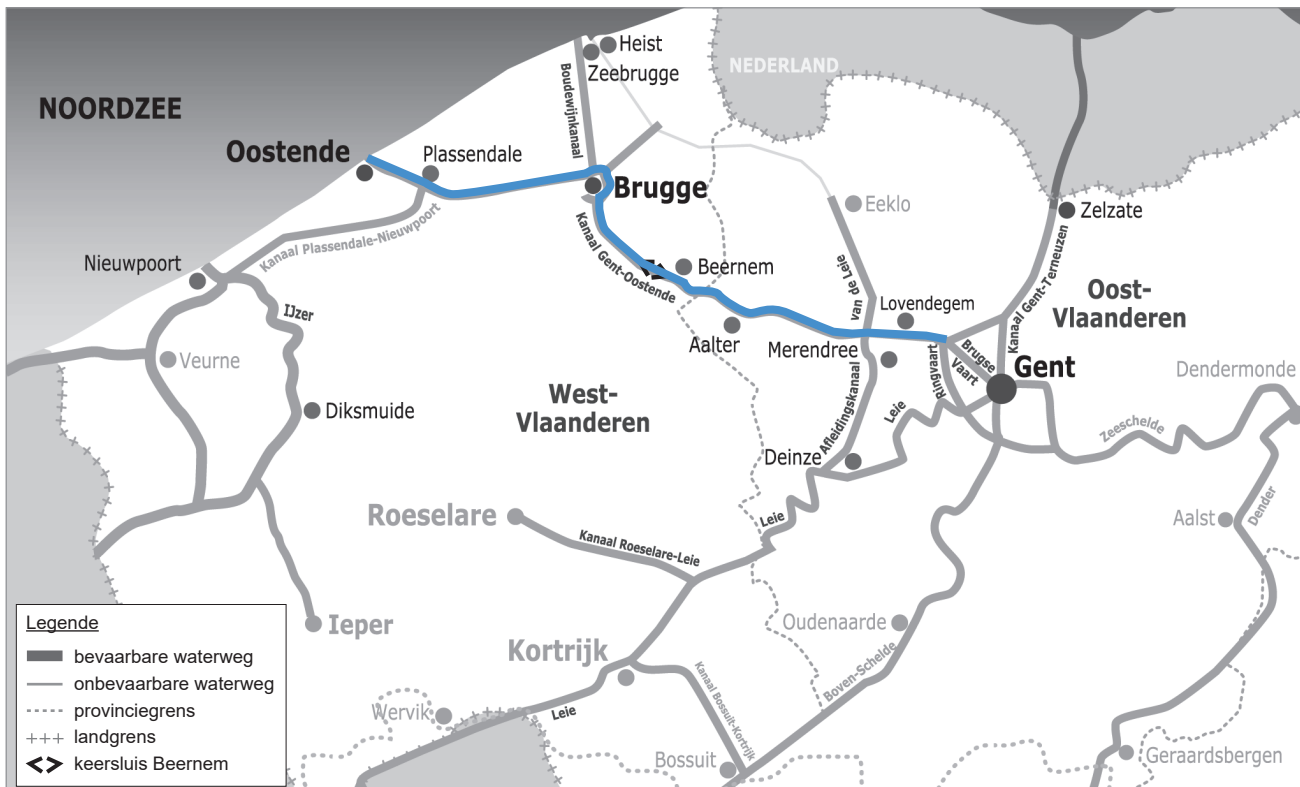 Heist
Zeebrugge
NEDERLAND
NOORDZEE
Boudewijnkanaal
Oostende
Plassendale
Brugge
Eeklo
Zelzate
Kanaal Plassendale-Nieuwpoort
Kanaal Gent-Oostende
Nieuwpoort
Beernem
van de Leie
Kanaal Gent-Terneuzen
Oost-
Vlaanderen
IJzer
Lovendegem
Aalter
Merendree
Veurne
Afleidingskanaal
Ringvaart
Brugse
Vaart
Gent
Dendermonde
West-
Vlaanderen
Diksmuide
Leie
Zeeschelde
Deinze
Roeselare
Leie
Aalst
Dender
Kanaal Roeselare-Leie
Legende
bevaarbare waterweg
onbevaarbare waterweg
provinciegrens
landgrens
keersluis Beernem
Ieper
Oudenaarde
Kortrijk
Boven-Schelde
Kanaal Bossuit-Kortrijk
Wervik
Leie
Bossuit
Geraardsbergen